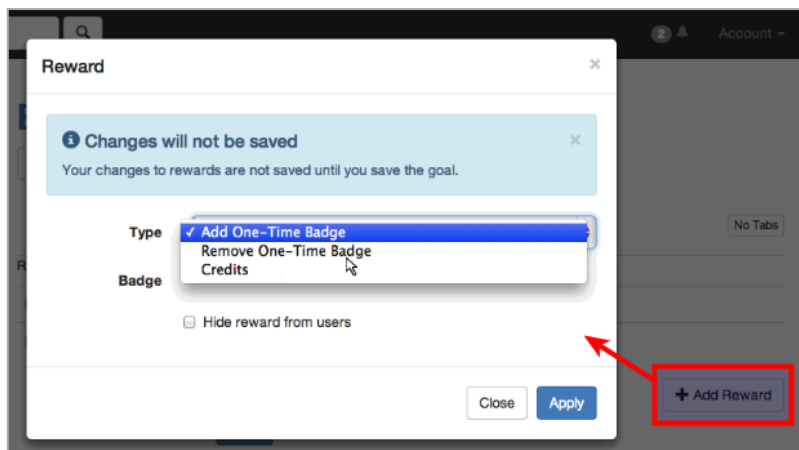 2 Account
Reward ×
Changes will not be saved ×
Your changes to rewards are not saved until you save the goal.
No Tabs
Type ✓ Add One-Time Badge
Remove One-Time Badge
Credits
Badge
Hide reward from users
+ Add Reward
Close Apply